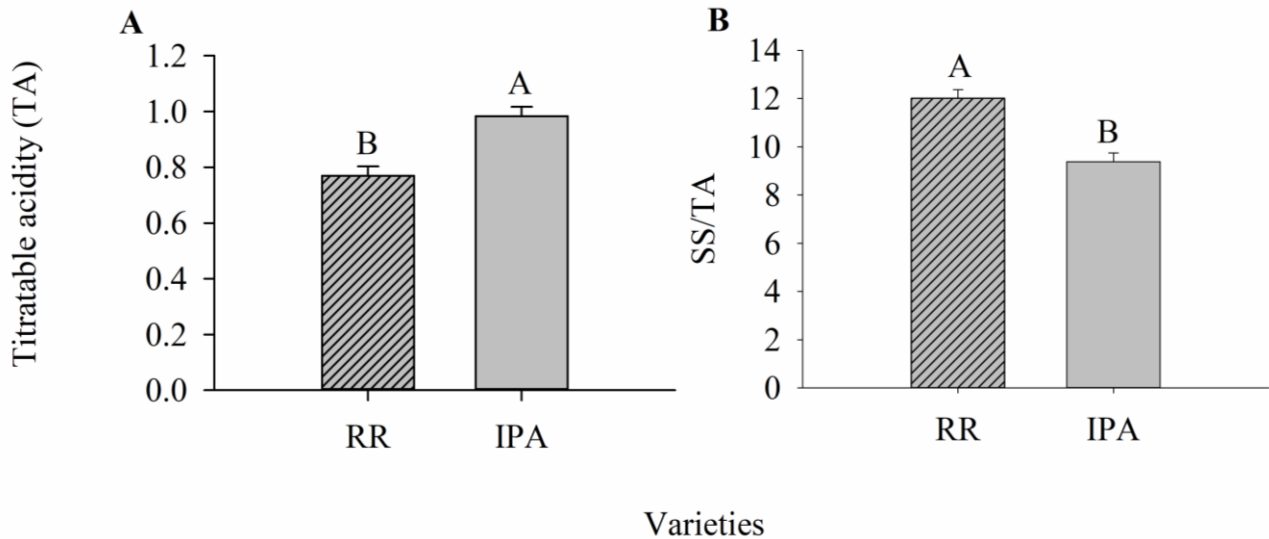 A
Titratable acidity (TA)
1.2
1.0
0.8
0.6
0.4
0.2
0.0
B
A
RR
IPA
B
SS/TA
14
12
10
8
6
4
2
0
A
B
RR
IPA
Varieties